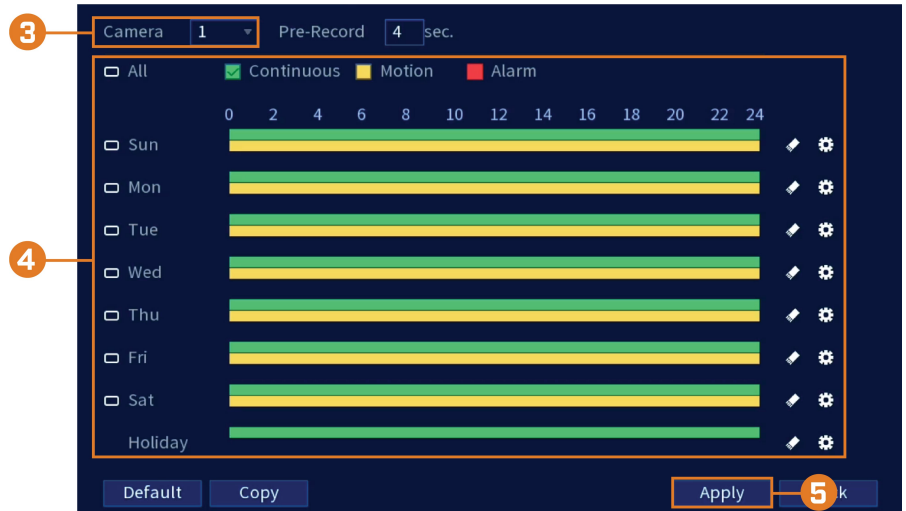 3 Camera 1 Pre-Record 4 sec.
All Continuous Motion Alarm
0 2 4 6 8 10 12 14 16 18 20 22 24
Sun
Mon
Tue
4 Wed
Thu
Fri
Sat
Holiday
Default Copy Apply 5